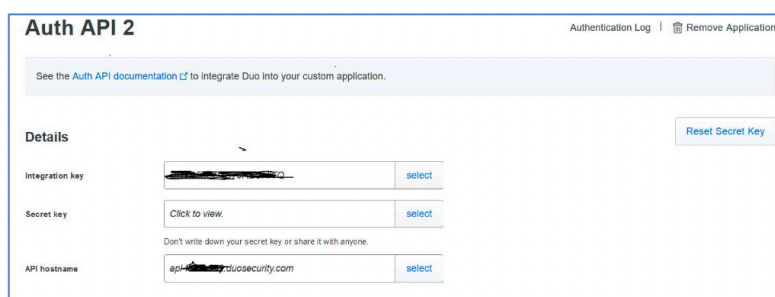 Auth API 2
Authentication Log | Remove Application
See the Auth API documentation to integrate Duo into your custom application.
Details
Reset Secret Key
Integration key
select
Secret key
Click to view.
select
Don't write down your secret key or share it with anyone.
API hostname
api- .duosecurity.com
select